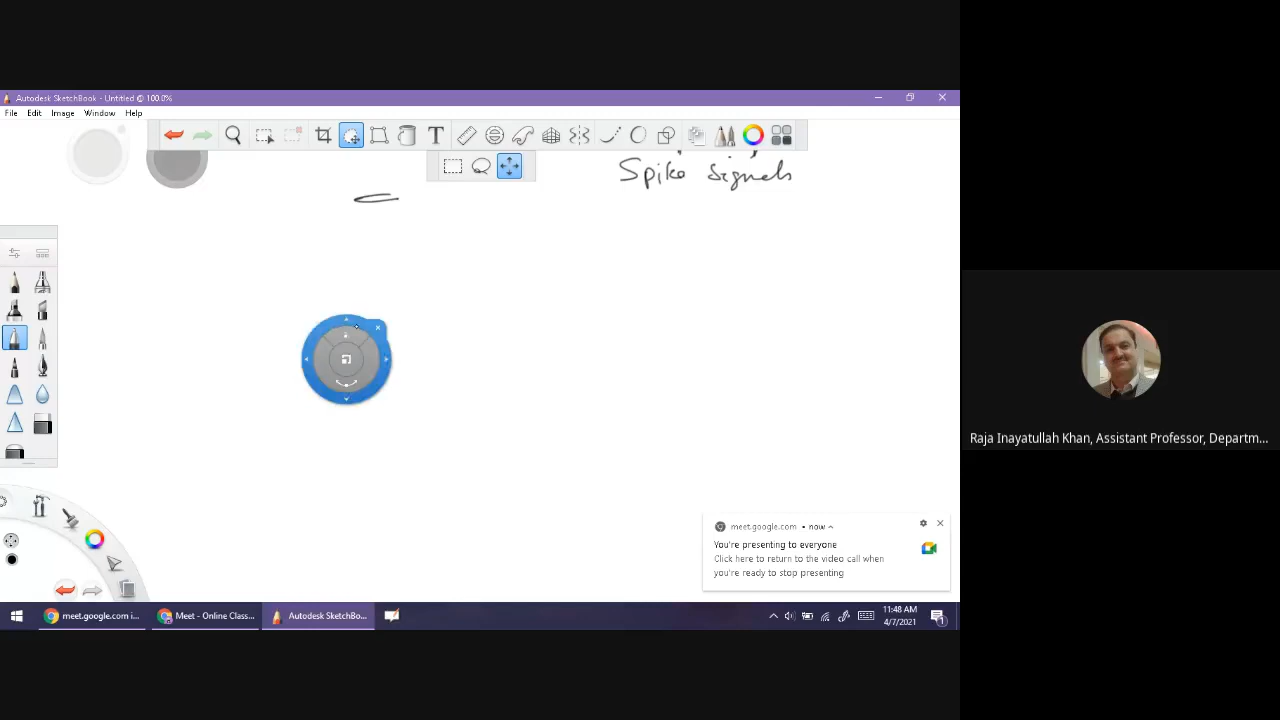 Autodesk SketchBook - Untitled @ 100.0%
File Edit Image Window Help
T
Spike signals
Raja Inayatullah Khan, Assistant Professor, Departm...
meet.google.com • now
You're presenting to everyone
Click here to return to the video call when
you're ready to stop presenting
meet.google.com i...
Meet - Online Class...
Autodesk SketchBo...
11:48 AM
4/7/2021
1